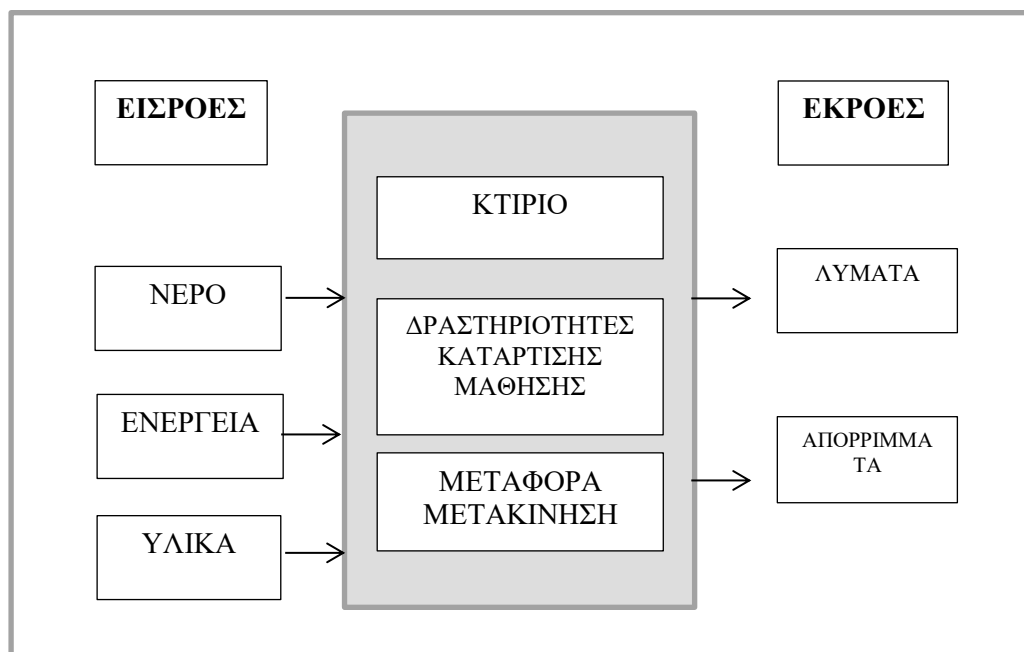 ΕΙΣΡΟΕΣ
ΕΚΡΟΕΣ
ΚΤΙΡΙΟ
ΝΕΡΟ
ΛΥΜΑΤΑ
ΔΡΑΣΤΗΡΙΟΤΗΤΕΣ
ΚΑΤΑΡΤΙΣΗΣ
ΜΑΘΗΣΗΣ
ΕΝΕΡΓΕΙΑ
ΑΠΟΡΡΙΜΜΑ
ΤΑ
ΜΕΤΑΦΟΡΑ
ΜΕΤΑΚΙΝΗΣΗ
ΥΛΙΚΑ